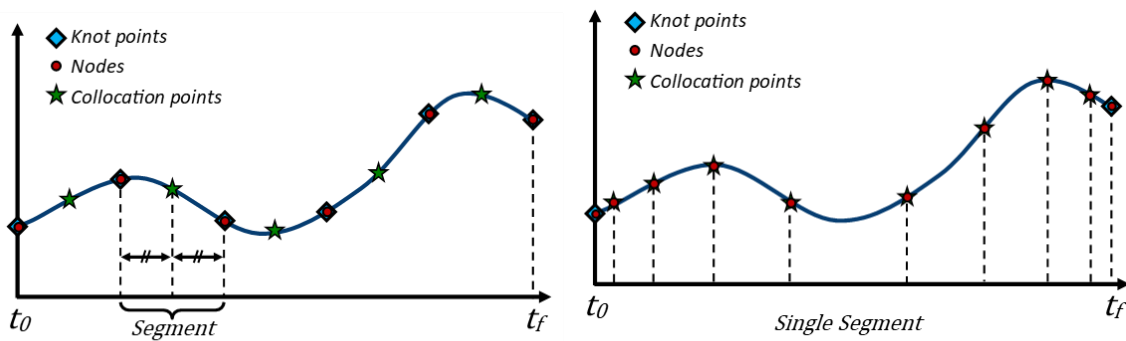 Knot points
Nodes
Collocation points
t0
Segment
tf
Knot points
Nodes
Collocation points
t0
Single Segment
tf